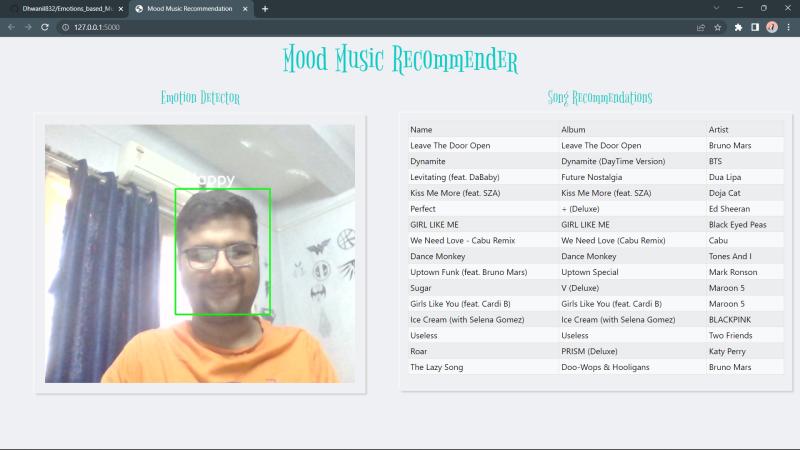 Dhwanil832/Emotions_based_Mu
Mood Music Recommendation
127.0.0.1:5000
Mood Music Recommender
Emotion Detector
Song Recommendations
Happy
Name Album Artist
Leave The Door Open Leave The Door Open Bruno Mars
Dynamite Dynamite (DayTime Version) BTS
Levitating (feat. DaBaby) Future Nostalgia Dua Lipa
Kiss Me More (feat. SZA) Kiss Me More (feat. SZA) Doja Cat
Perfect ÷ (Deluxe) Ed Sheeran
GIRL LIKE ME GIRL LIKE ME Black Eyed Peas
We Need Love - Cabu Remix We Need Love (Cabu Remix) Cabu
Dance Monkey Dance Monkey Tones And I
Uptown Funk (feat. Bruno Mars) Uptown Special Mark Ronson
Sugar V (Deluxe) Maroon 5
Girls Like You (feat. Cardi B) Girls Like You (feat. Cardi B) Maroon 5
Ice Cream (with Selena Gomez) Ice Cream (with Selena Gomez) BLACKPINK
Useless Useless Two Friends
Roar PRISM (Deluxe) Katy Perry
The Lazy Song Doo-Wops & Hooligans Bruno Mars